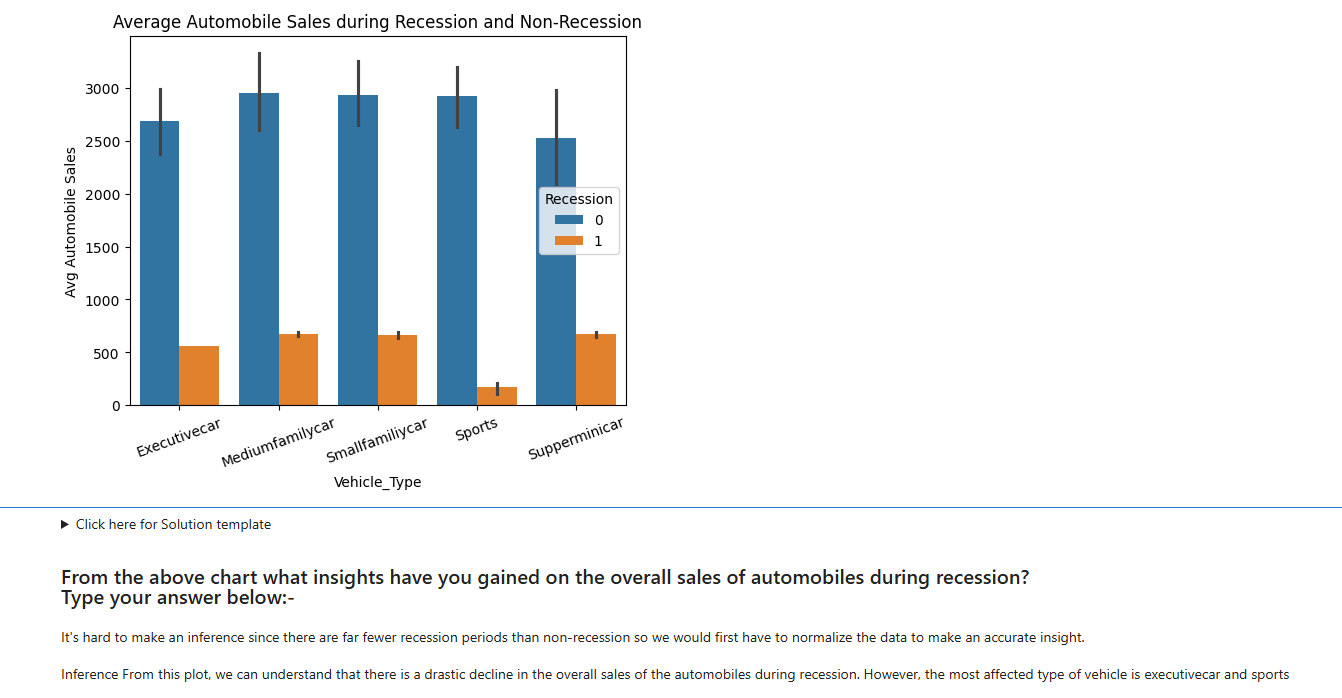 Average Automobile Sales during Recession and Non-Recession
3000
2500
2000
1500
1000
500
0
Avg Automobile Sales
Recession
0
1
Executivecar
Mediumfamilycar
Smallfamiliycar
Sports
Supperminicar
Vehicle_Type
Click here for Solution template
From the above chart what insights have you gained on the overall sales of automobiles during recession?
Type your answer below:-
It's hard to make an inference since there are far fewer recession periods than non-recession so we would first have to normalize the data to make an accurate insight.
Inference From this plot, we can understand that there is a drastic decline in the overall sales of the automobiles during recession. However, the most affected type of vehicle is executivecar and sports